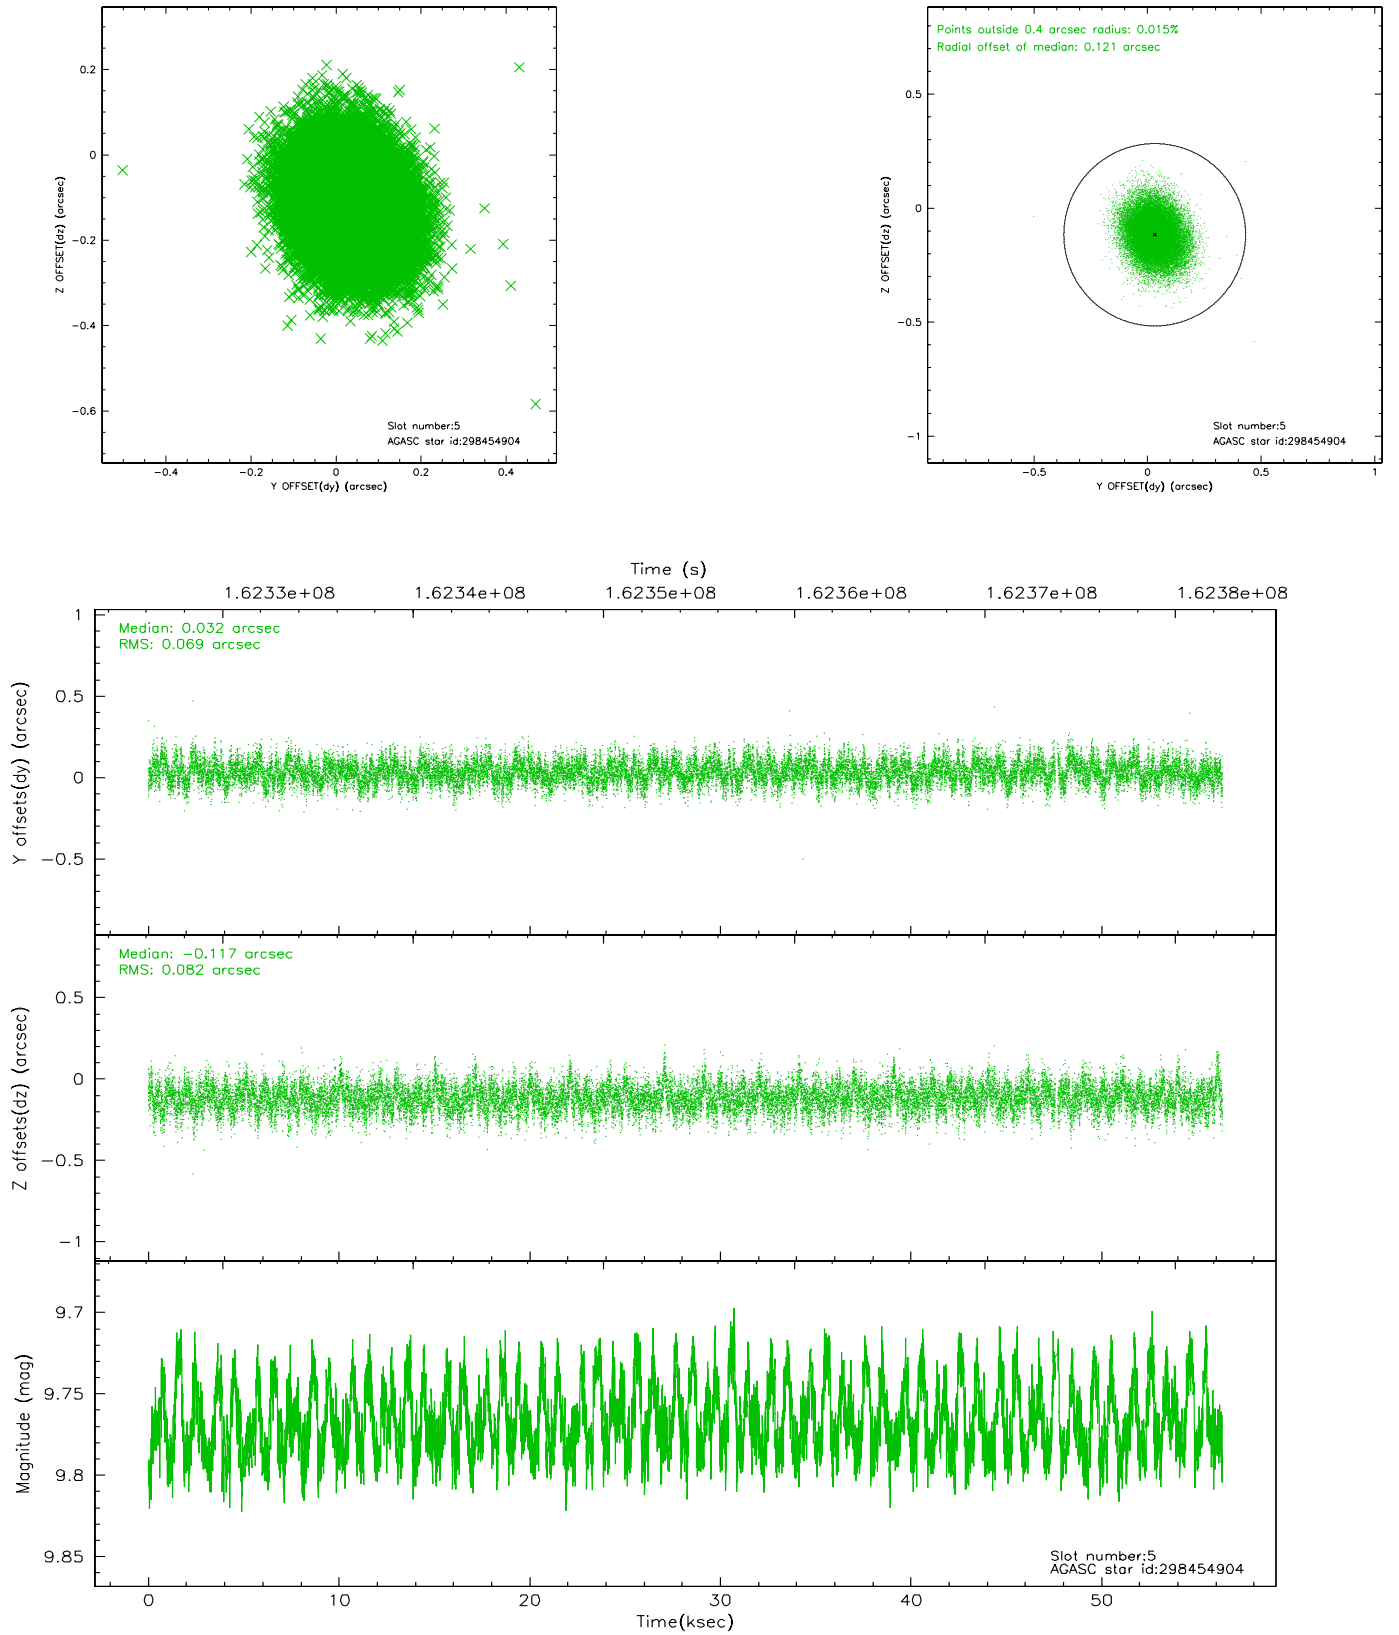 0.2
0
−0.2
−0.4
−0.6
Z OFFSET(dz) (arcsec)
−0.4
−0.2
0
0.2
0.4
Y OFFSET(dy) (arcsec)
Slot number:5
AGASC star id:298454904
Points outside 0.4 arcsec radius: 0.015%
Radial offset of median: 0.121 arcsec
0.5
0
−0.5
−1
Z OFFSET(dz) (arcsec)
−0.5
0
0.5
1
Y OFFSET(dy) (arcsec)
Slot number:5
AGASC star id:298454904
Time (s)
1.6233e+08
1.6234e+08
1.6235e+08
1.6236e+08
1.6237e+08
1.6238e+08
Median: 0.032 arcsec
RMS: 0.069 arcsec
1
0.5
0
−0.5
Y offsets(dy) (arcsec)
Median: −0.117 arcsec
RMS: 0.082 arcsec
0.5
0
−0.5
−1
Z offsets(dz) (arcsec)
9.7
9.75
9.8
9.85
Magnitude (mag)
Slot number:5
AGASC star id:298454904
0
10
20
30
40
50
Time(ksec)